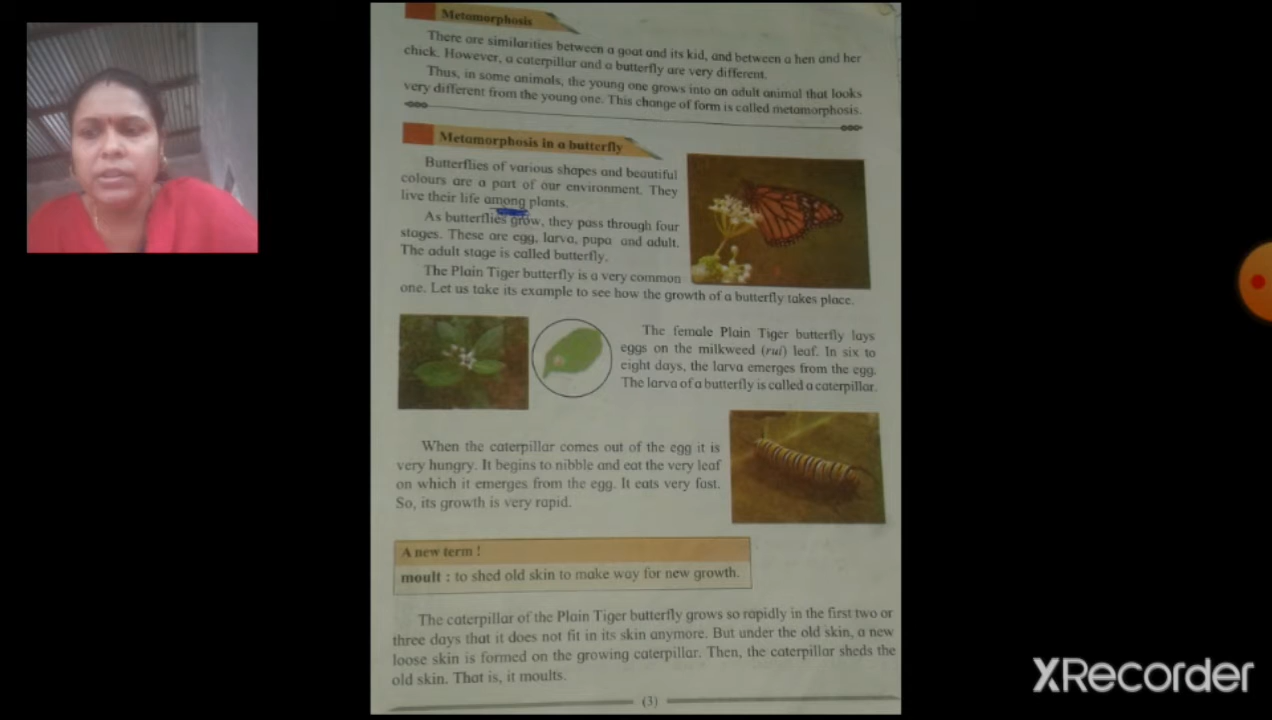 Metamorphosis
There are similarities between a goat and its kid, and between a hen and her
chick. However, a caterpillar and a butterfly are very different.
Thus, in some animals, the young one grows into an adult animal that looks
very different from the young one. This change of form is called metamorphosis.
Metamorphosis in a butterfly
Butterflies of various shapes and beautiful
colours are a part of our environment. They
live their life among plants.
As butterflies grow, they pass through four
stages. These are egg, larva, pupa and adult.
The adult stage is called butterfly.
The Plain Tiger butterfly is a very common
one. Let us take its example to see how the growth of a butterfly takes place.
The female Plain Tiger butterfly lays
eggs on the milkweed (rui) leaf. In six to
eight days, the larva emerges from the egg.
The larva of a butterfly is called a caterpillar.
When the caterpillar comes out of the egg it is
very hungry. It begins to nibble and eat the very leaf
on which it emerges from the egg. It eats very fast.
So, its growth is very rapid.
A new term !
moult : to shed old skin to make way for new growth.
The caterpillar of the Plain Tiger butterfly grows so rapidly in the first two or
three days that it does not fit in its skin anymore. But under the old skin, a new
loose skin is formed on the growing caterpillar. Then, the caterpillar sheds the
old skin. That is, it moults.
(3)
XRecorder